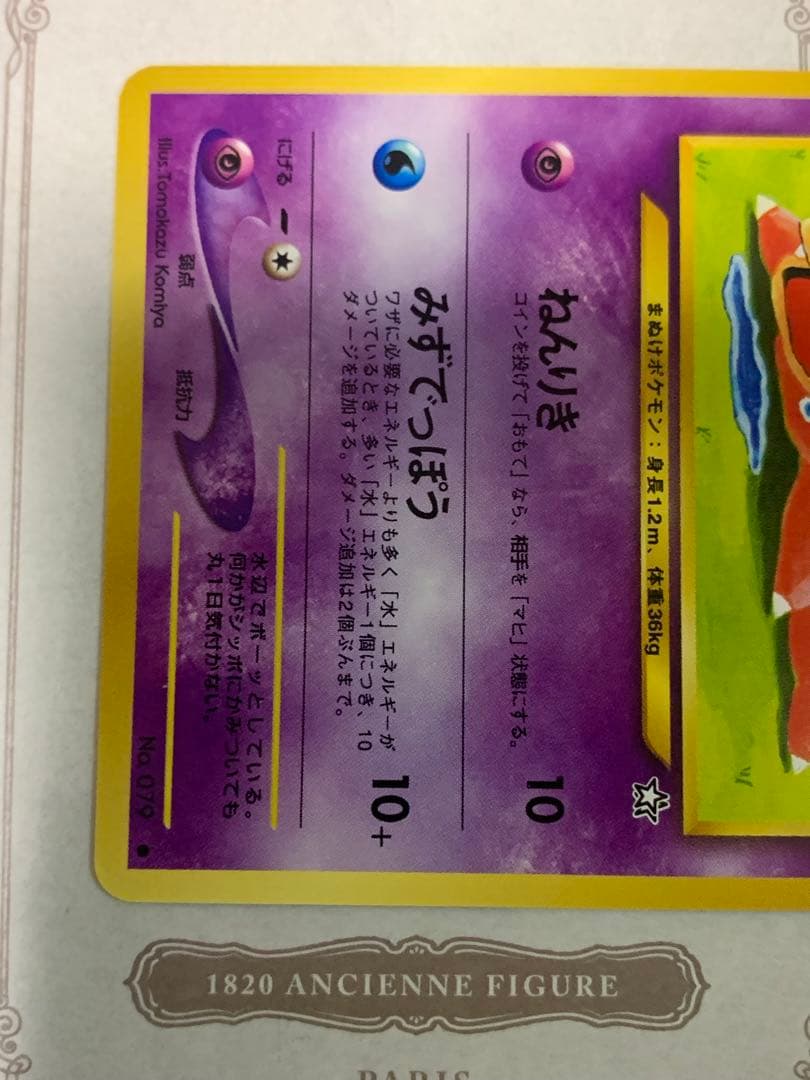 まぬけポケモン：身長1.2m、体重36kg
ねんりき 10
コインを投げて「おもて」なら、相手を「マヒ」状態にする。
みずでっぽう 10+
ワザに必要なエネルギーよりも多く「水」エネルギーが
ついているとき、多い「水」エネルギー1個につき、10
ダメージを追加する。ダメージ追加は2個ぶんまで。
にげる
弱点
抵抗力
水辺でボーッとしている。
何かがシッポにかみついても
丸1日気付かない。
Illus.Tomokazu Komiya
No. 079 ●
1820 ANCIENNE FIGURE
PARIS